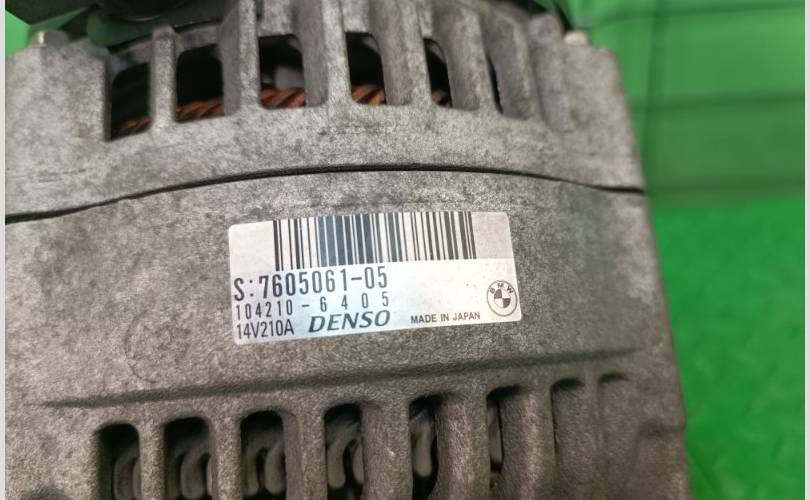 S:7605061-05
104210-6405
14V210A DENSO MADE IN JAPAN
BMW